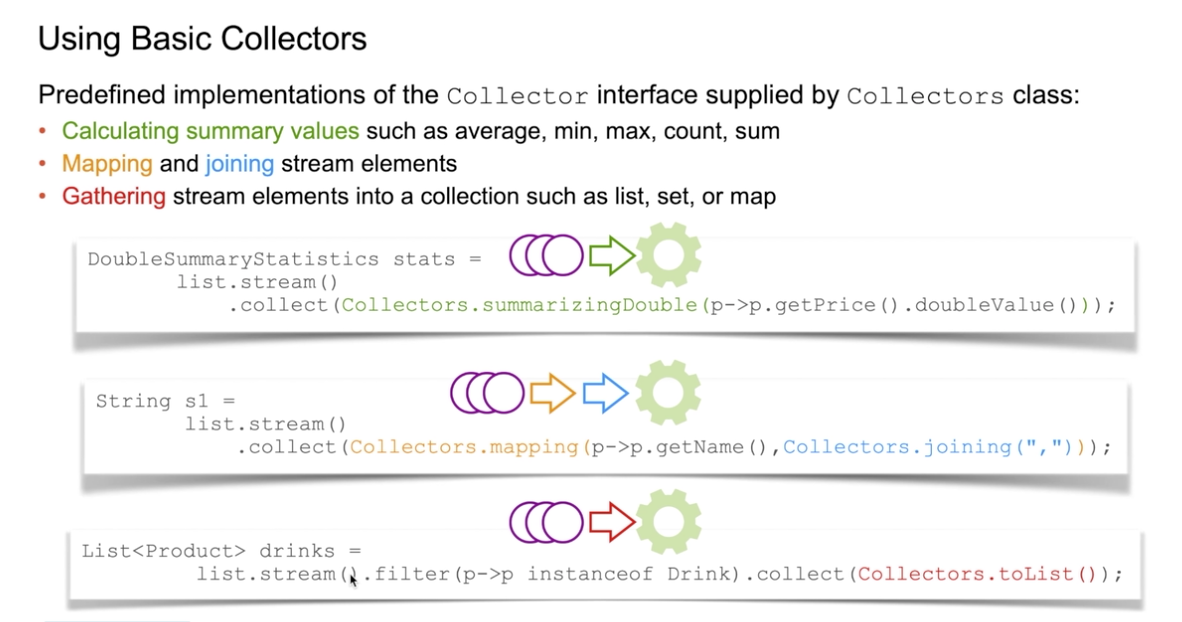 Using Basic Collectors
Predefined implementations of the Collector interface supplied by Collectors class:
• Calculating summary values such as average, min, max, count, sum
• Mapping and joining stream elements
• Gathering stream elements into a collection such as list, set, or map
DoubleSummaryStatistics stats =
list.stream()
.collect(Collectors.summarizingDouble(p->p.getPrice().doubleValue()));
String s1 =
list.stream()
.collect(Collectors.mapping(p->p.getName(),Collectors.joining(",")));
List<Product> drinks =
list.stream().filter(p->p instanceof Drink).collect(Collectors.toList());